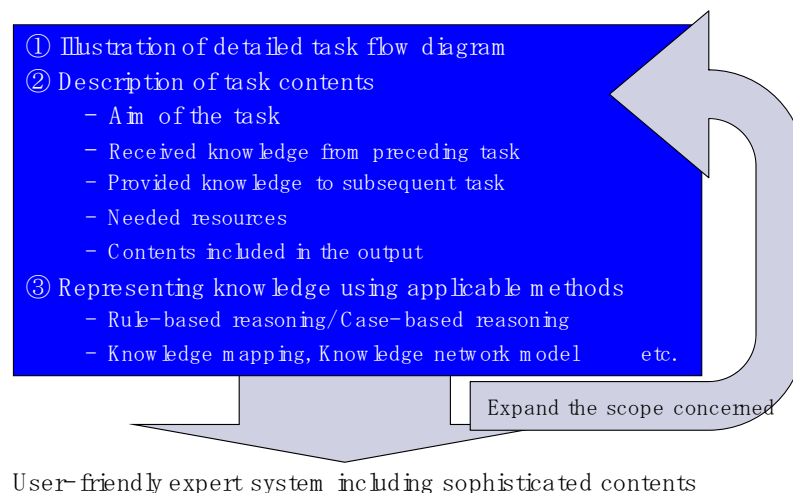 ① Illustration of detailed task flow diagram
② Description of task contents
- Aim of the task
- Received knowledge from preceding task
- Provided knowledge to subsequent task
- Needed resources
- Contents included in the output
③ Representing knowledge using applicable methods
- Rule-based reasoning/Case-based reasoning
- Knowledge mapping, Knowledge network model etc.
Expand the scope concerned
User-friendly expert system including sophisticated contents